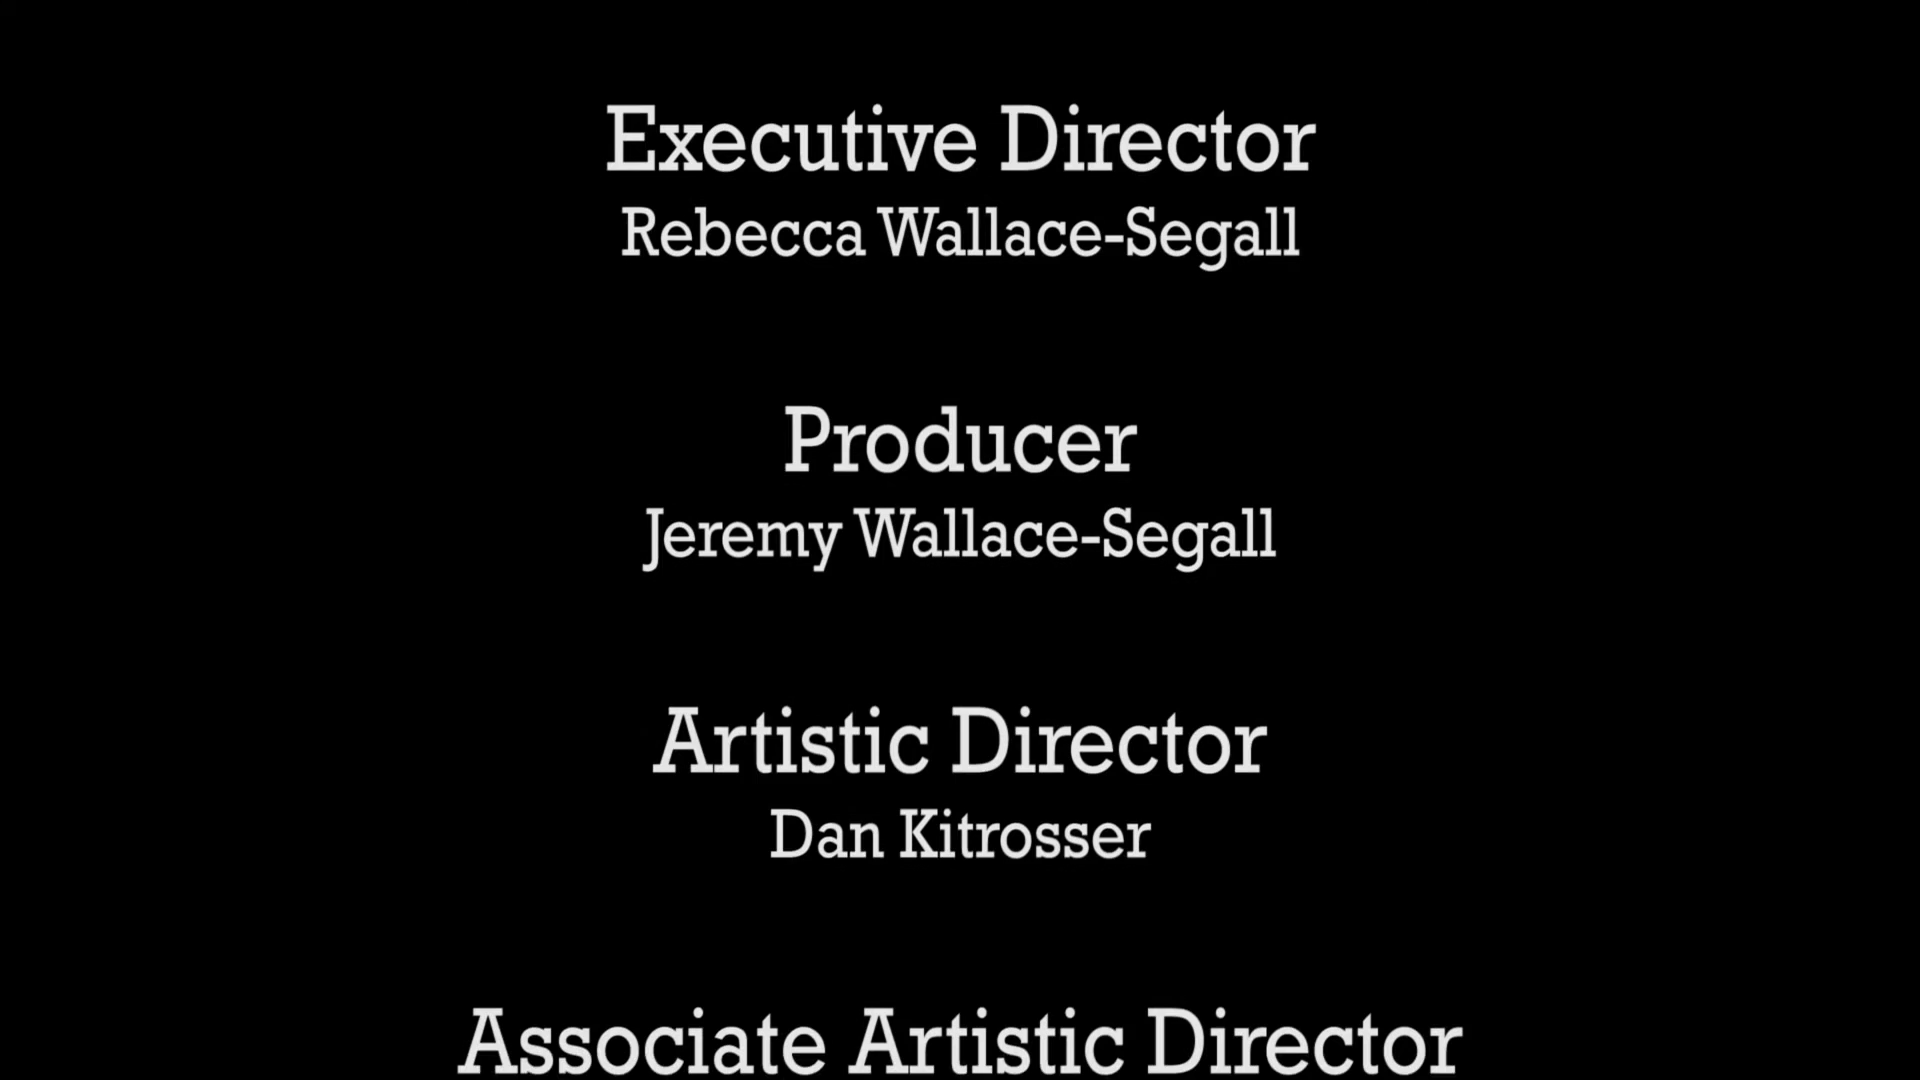 Executive Director
Rebecca Wallace-Segall
Producer
Jeremy Wallace-Segall
Artistic Director
Dan Kitrosser
Associate Artistic Director